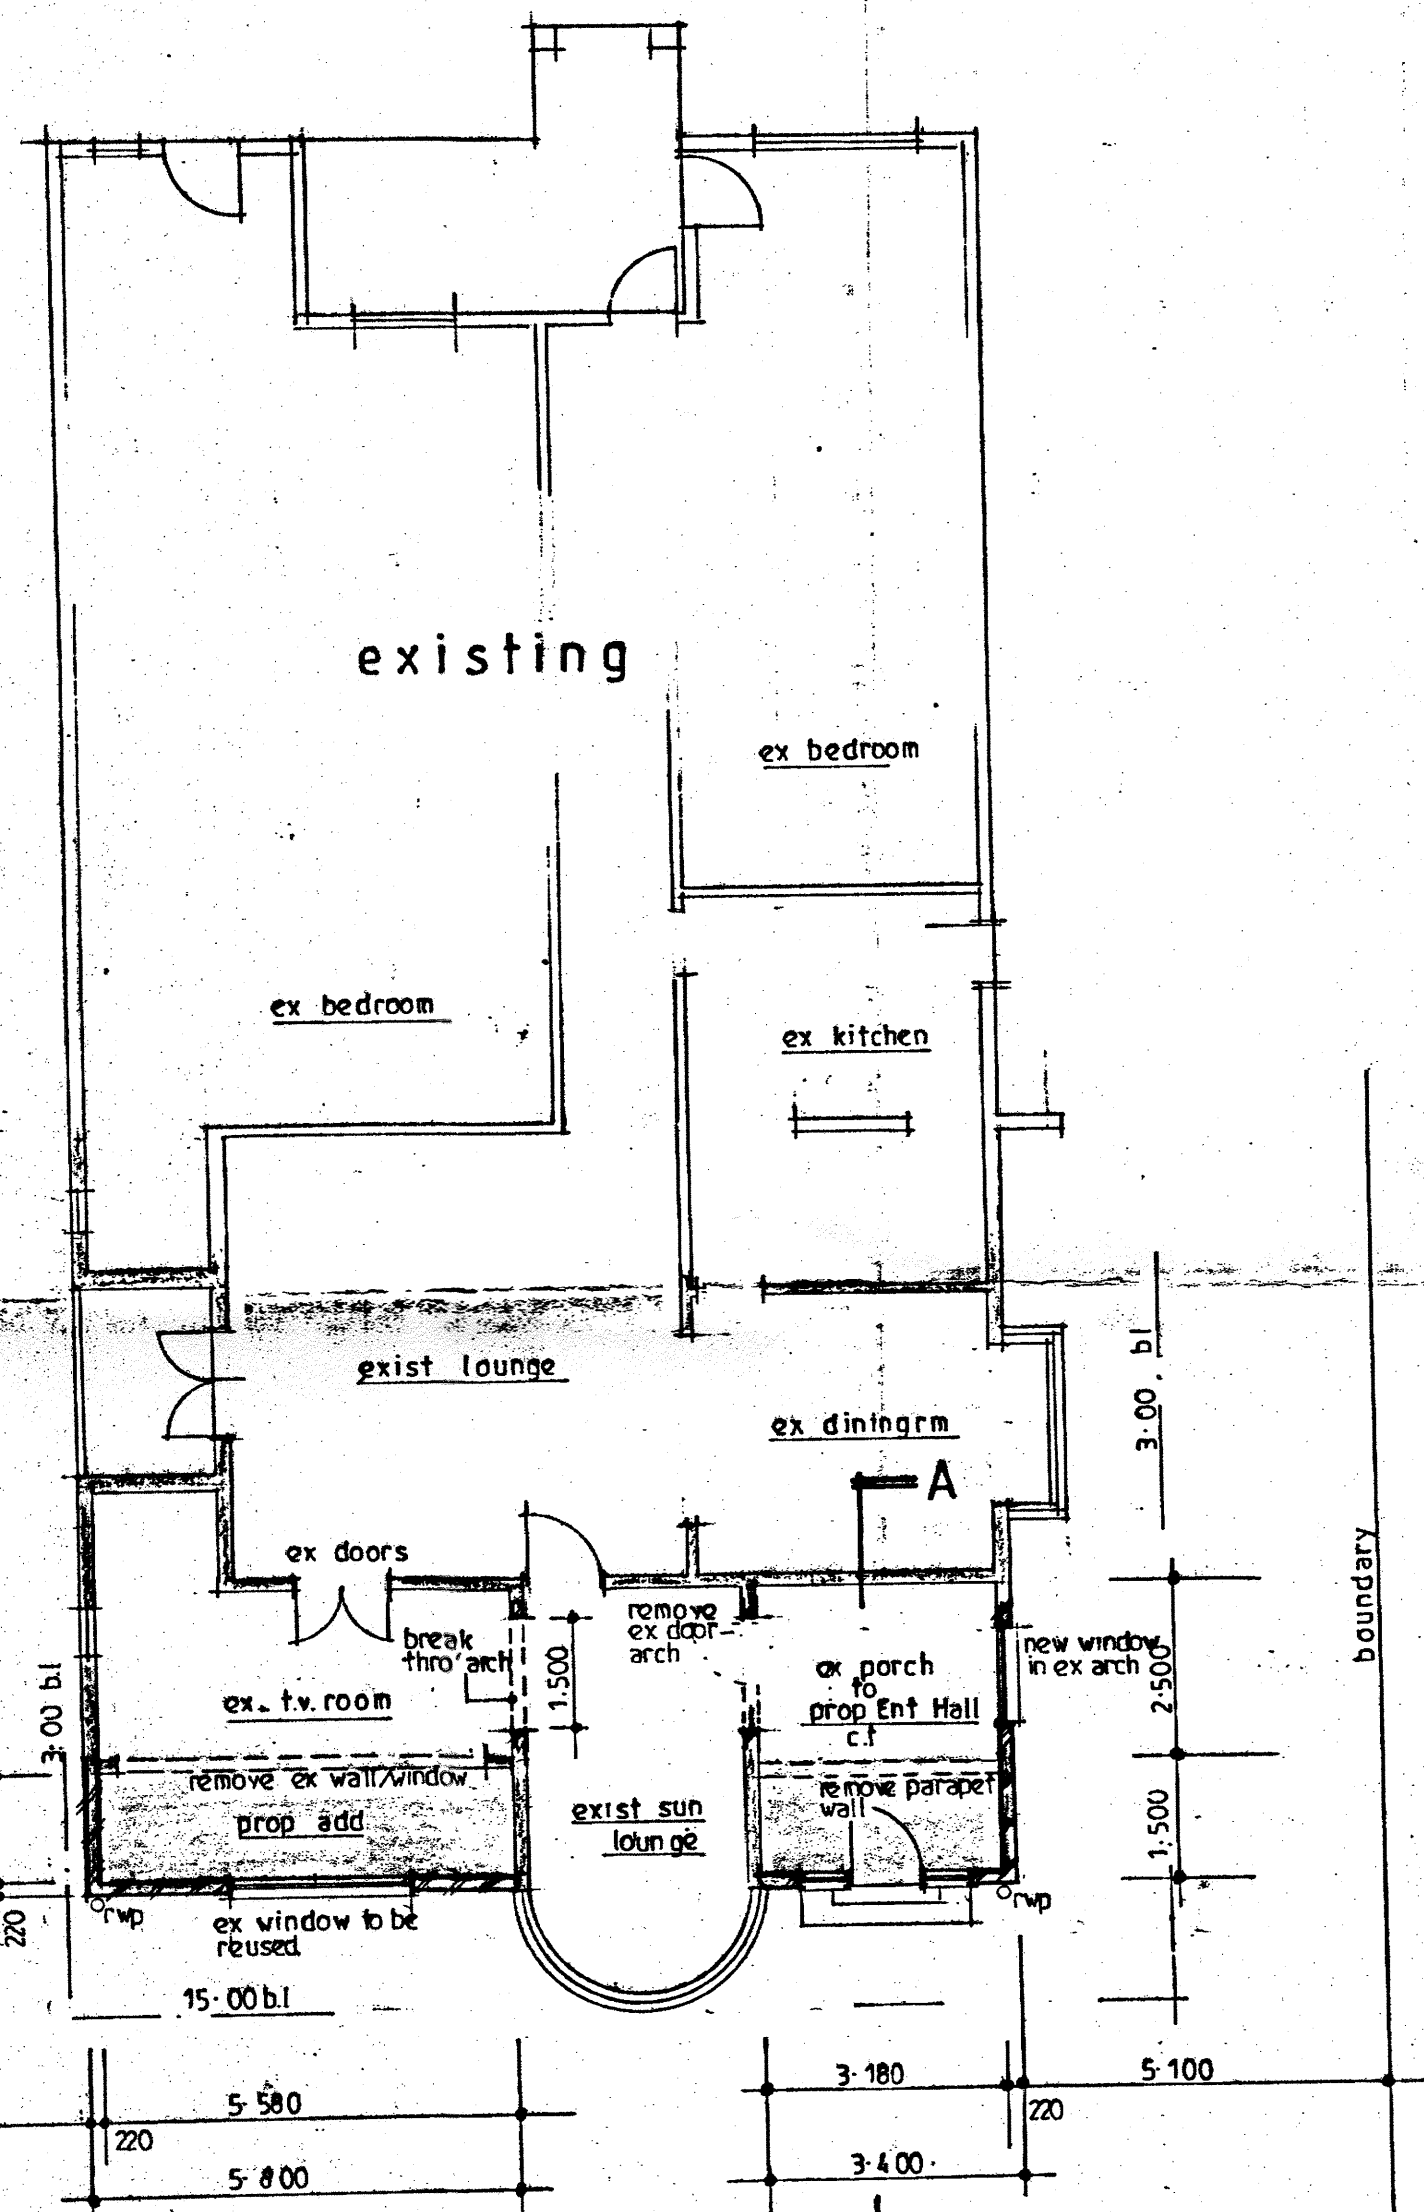 existing
ex bedroom
ex bedroom
ex kitchen
exist lounge
3.00, bl
ex diningrm
A
ex doors
boundary
break
thro' arch
1.500
remove
ex door
arch
new window
in ex arch
2.500
ex porch
to
prop Ent Hall
c.t
ex. t.v. room
3.00 b.l
remove ex wall/window
prop add
exist sun
lounge
remove parapet
wall
1.500
rwp
rwp
220
ex window to be
reused
15.00 b.l
3.180
5.100
5.580
220
220
5.800
3.400.